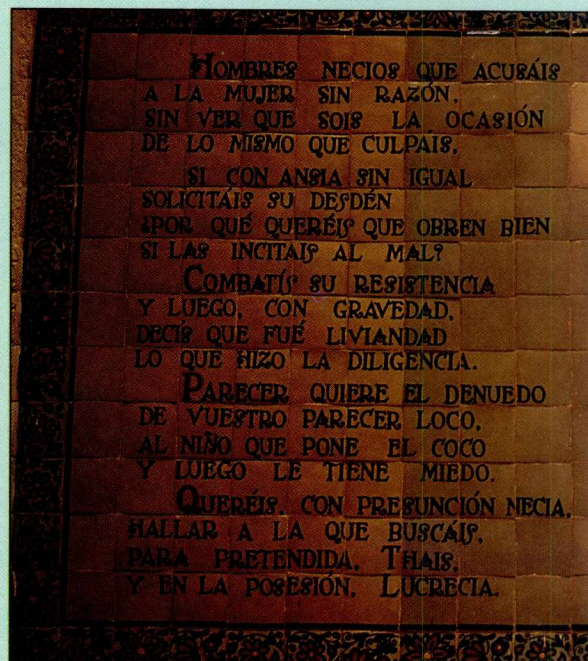 HOMBRES NECIOS QUE ACUSÁIS
A LA MUJER SIN RAZÓN,
SIN VER QUE SOIS LA OCASIÓN
DE LO MISMO QUE CULPAIS,
SI CON ANSIA SIN IGUAL
SOLICITÁIS SU DESDÉN
¿POR QUÉ QUERÉIS QUE OBREN BIEN
SI LAS INCITAIS AL MAL?
COMBATÍS SU RESISTENCIA
Y LUEGO, CON GRAVEDAD,
DECÍS QUE FUÉ LIVIANDAD
LO QUE HIZO LA DILIGENCIA.
PARECER QUIERE EL DENUEDO
DE VUESTRO PARECER LOCO,
AL NIÑO QUE PONE EL COCO
Y LUEGO LE TIENE MIEDO.
QUERÉIS, CON PRESUNCIÓN NECIA,
HALLAR A LA QUE BUSCÁIS,
PARA PRETENDIDA, THAIS,
Y EN LA POSESIÓN, LUCRECIA.